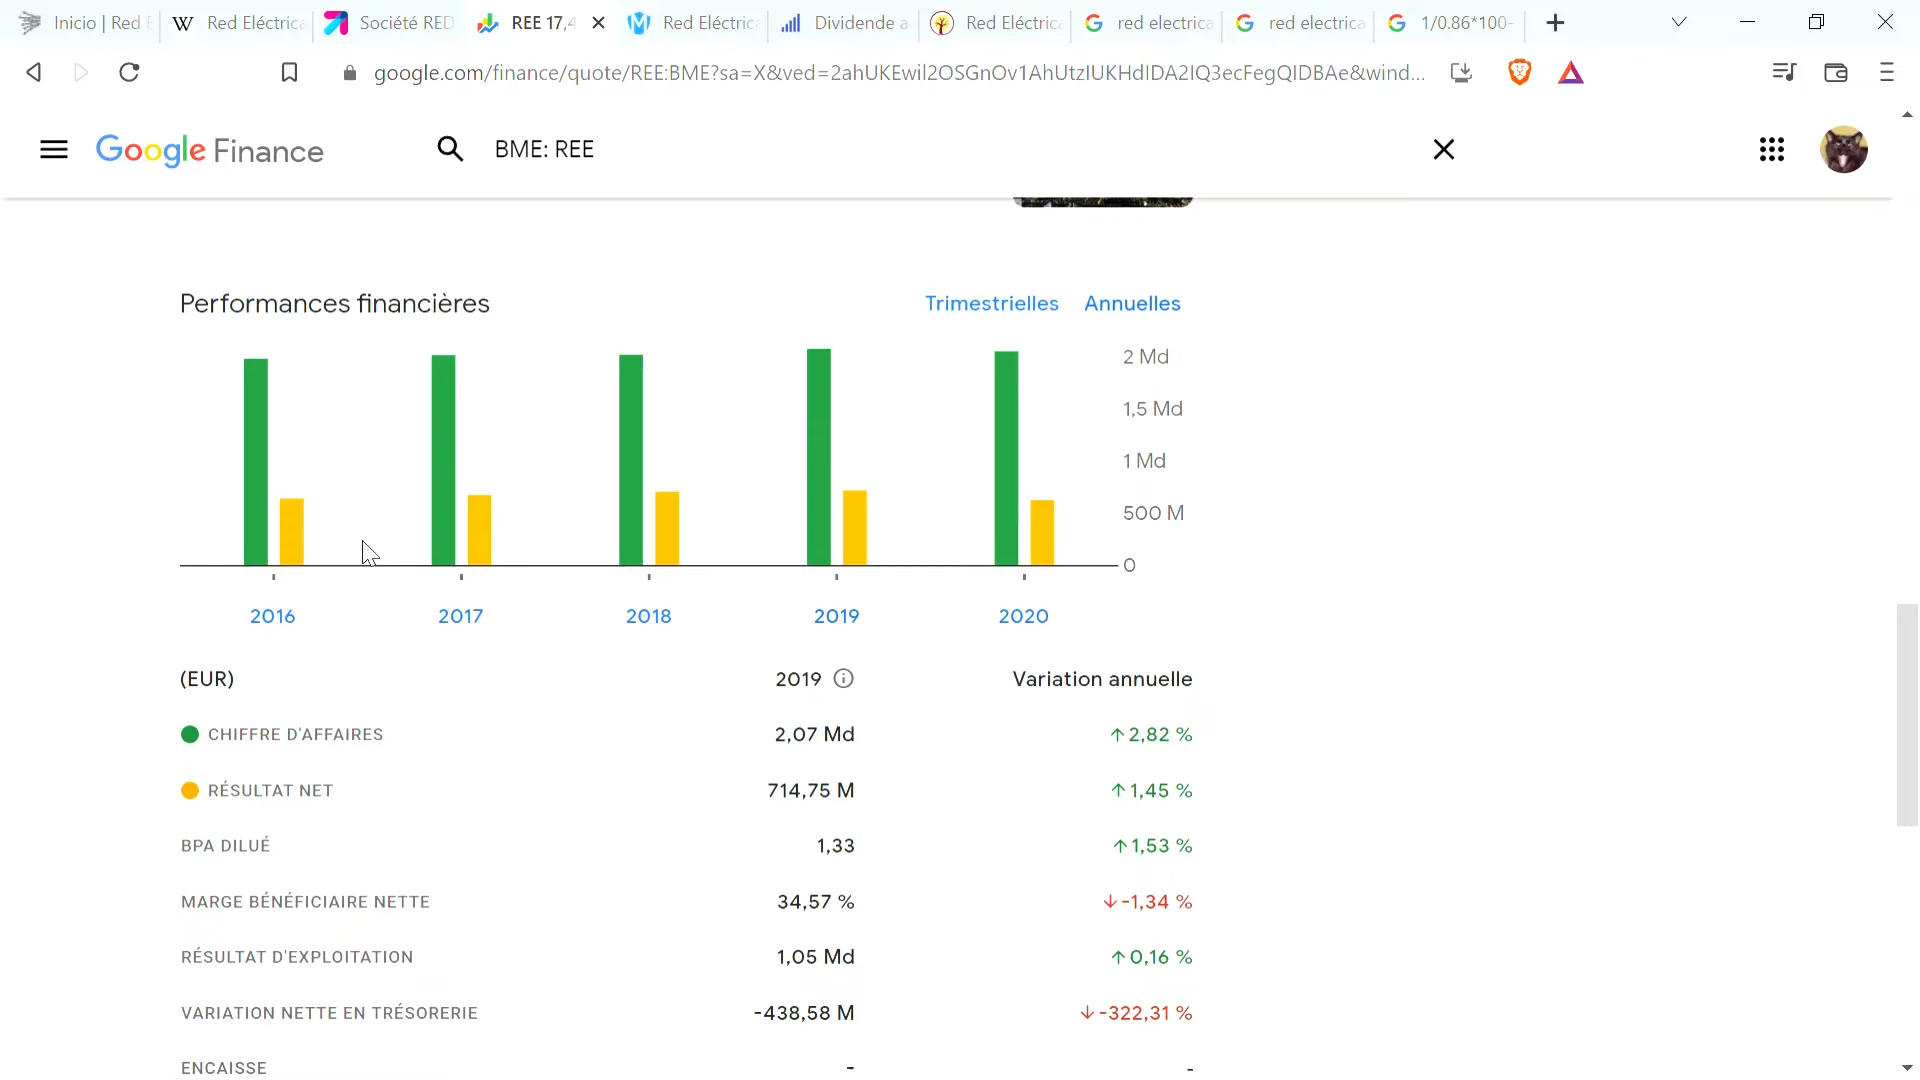 Inicio | Red E
W Red Eléctrica
Société RED
REE 17,4
Red Eléctrica
Dividende a
Red Eléctrica
red electrica
red electrica
1/0.86*100-
google.com/finance/quote/REE:BME?sa=X&ved=2ahUKEwil2OSGnOv1AhUtzIUKHdIDA2IQ3ecFegQIDBAe&wind...
Google Finance
BME: REE
Performances financières
Trimestrielles Annuelles
2 Md
1,5 Md
1 Md
500 M
0
2016 2017 2018 2019 2020
(EUR) 2019 Variation annuelle
CHIFFRE D'AFFAIRES 2,07 Md ↑ 2,82 %
RÉSULTAT NET 714,75 M ↑ 1,45 %
BPA DILUÉ 1,33 ↑ 1,53 %
MARGE BÉNÉFICIAIRE NETTE 34,57 % ↓ -1,34 %
RÉSULTAT D'EXPLOITATION 1,05 Md ↑ 0,16 %
VARIATION NETTE EN TRÉSORERIE -438,58 M ↓ -322,31 %
ENCAISSE - -